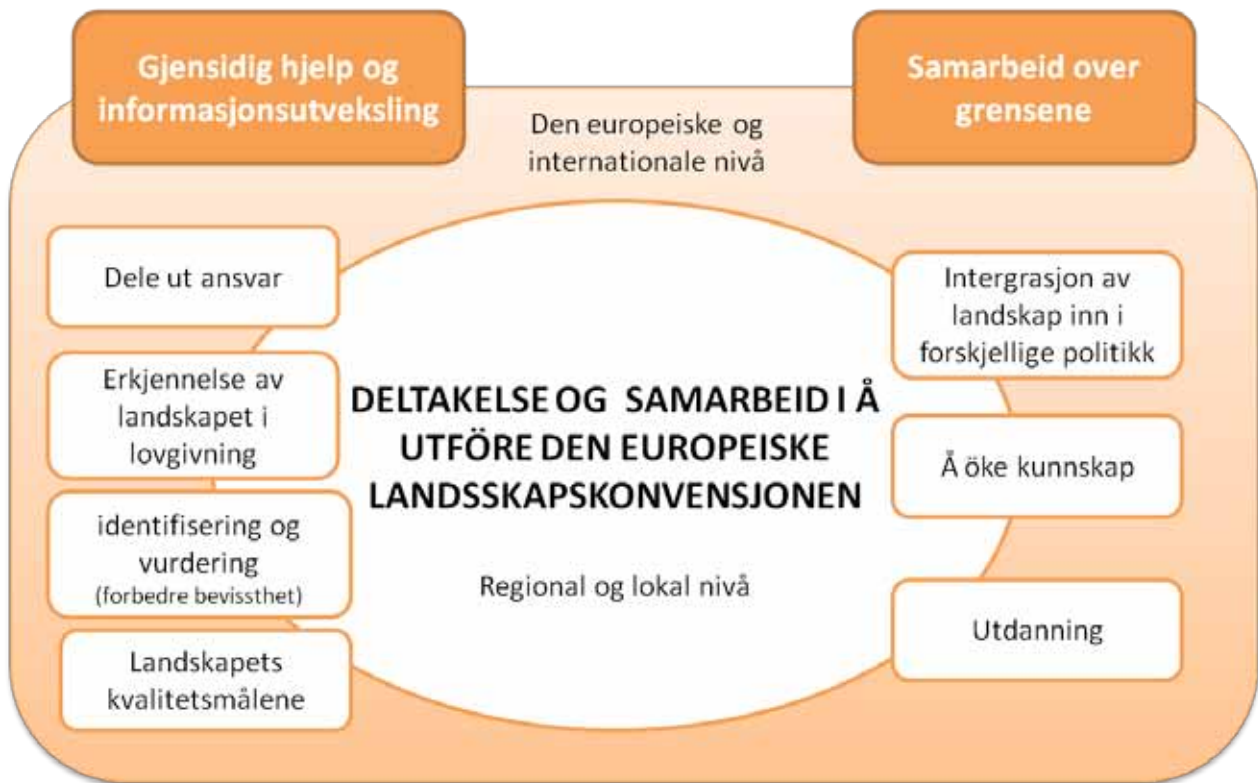 Gjensidig hjelp og
informasjonsutveksling
Samarbeid over
grensene
Den europeiske og
internationale nivå
Dele ut ansvar
Erkjennelse av
landskapet i
lovgivning
identifisering og
vurdering
(forbedre bevissthet)
Landskapets
kvalitetsmålene
DELTAKELSE OG SAMARBEID I Å
UTFÖRE DEN EUROPEISKE
LANDSSKAPSKONVENSJONEN
Regional og lokal nivå
Intergrasjon av
landskap inn i
forskjellige politikk
Å öke kunnskap
Utdanning